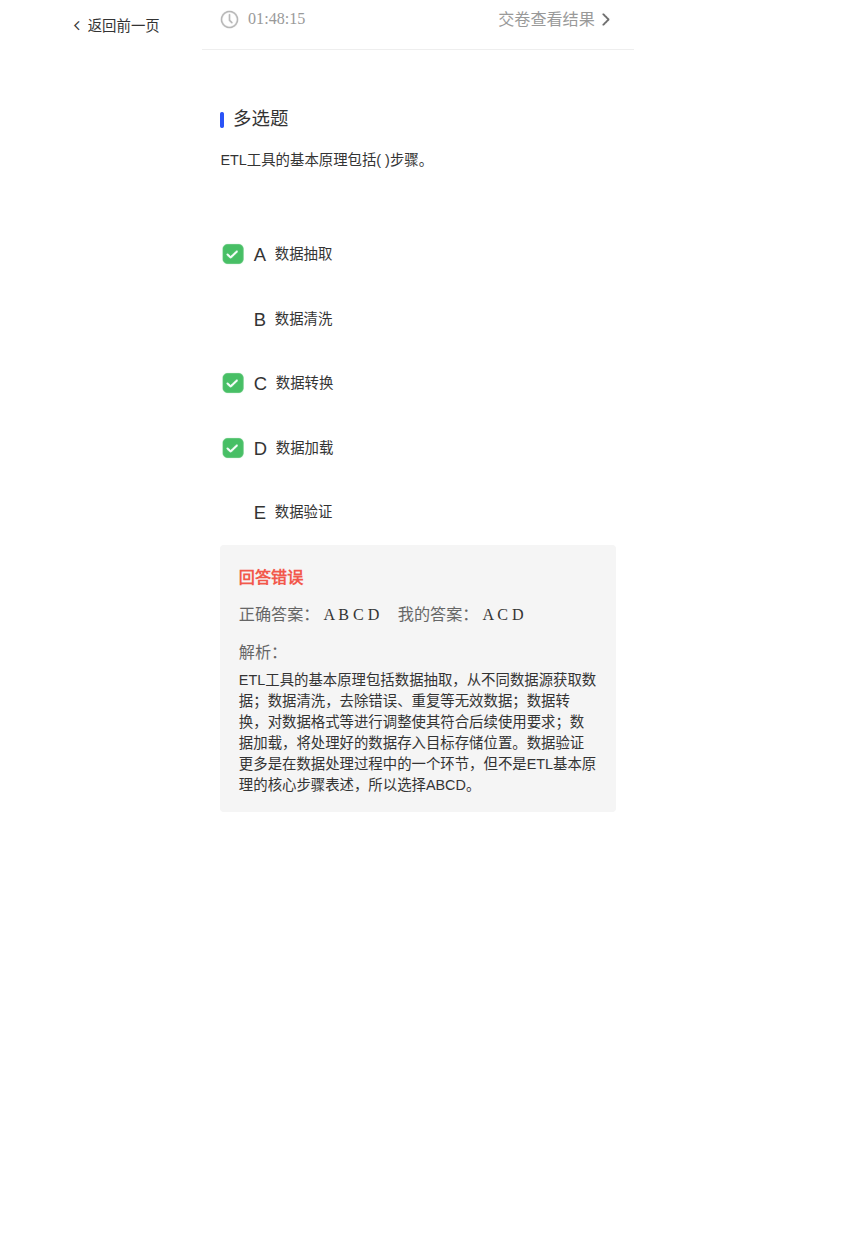 返回前一页
01:48:15
交卷查看结果
多选题
ETL工具的基本原理包括( )步骤。
A 数据抽取
B 数据清洗
C 数据转换
D 数据加载
E 数据验证
回答错误
正确答案： A B C D 我的答案： A C D
解析：
ETL工具的基本原理包括数据抽取，从不同数据源获取数
据；数据清洗，去除错误、重复等无效数据；数据转
换，对数据格式等进行调整使其符合后续使用要求；数
据加载，将处理好的数据存入目标存储位置。数据验证
更多是在数据处理过程中的一个环节，但不是ETL基本原
理的核心步骤表述，所以选择ABCD。